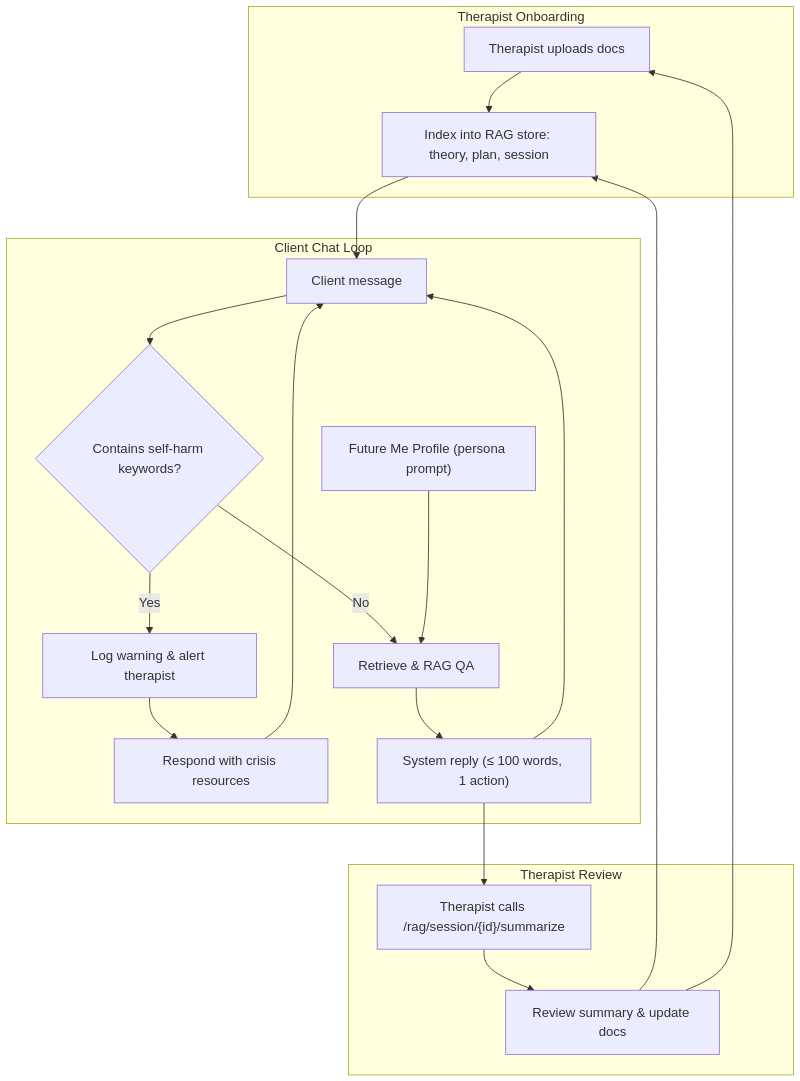 Therapist Onboarding
Therapist uploads docs
Index into RAG store:
theory, plan, session
Client Chat Loop
Client message
Contains self-harm
keywords?
Future Me Profile (persona
prompt)
Yes
No
Log warning & alert
therapist
Retrieve & RAG QA
Respond with crisis
resources
System reply (≤ 100 words,
1 action)
Therapist Review
Therapist calls
/rag/session/{id}/summarize
Review summary & update
docs